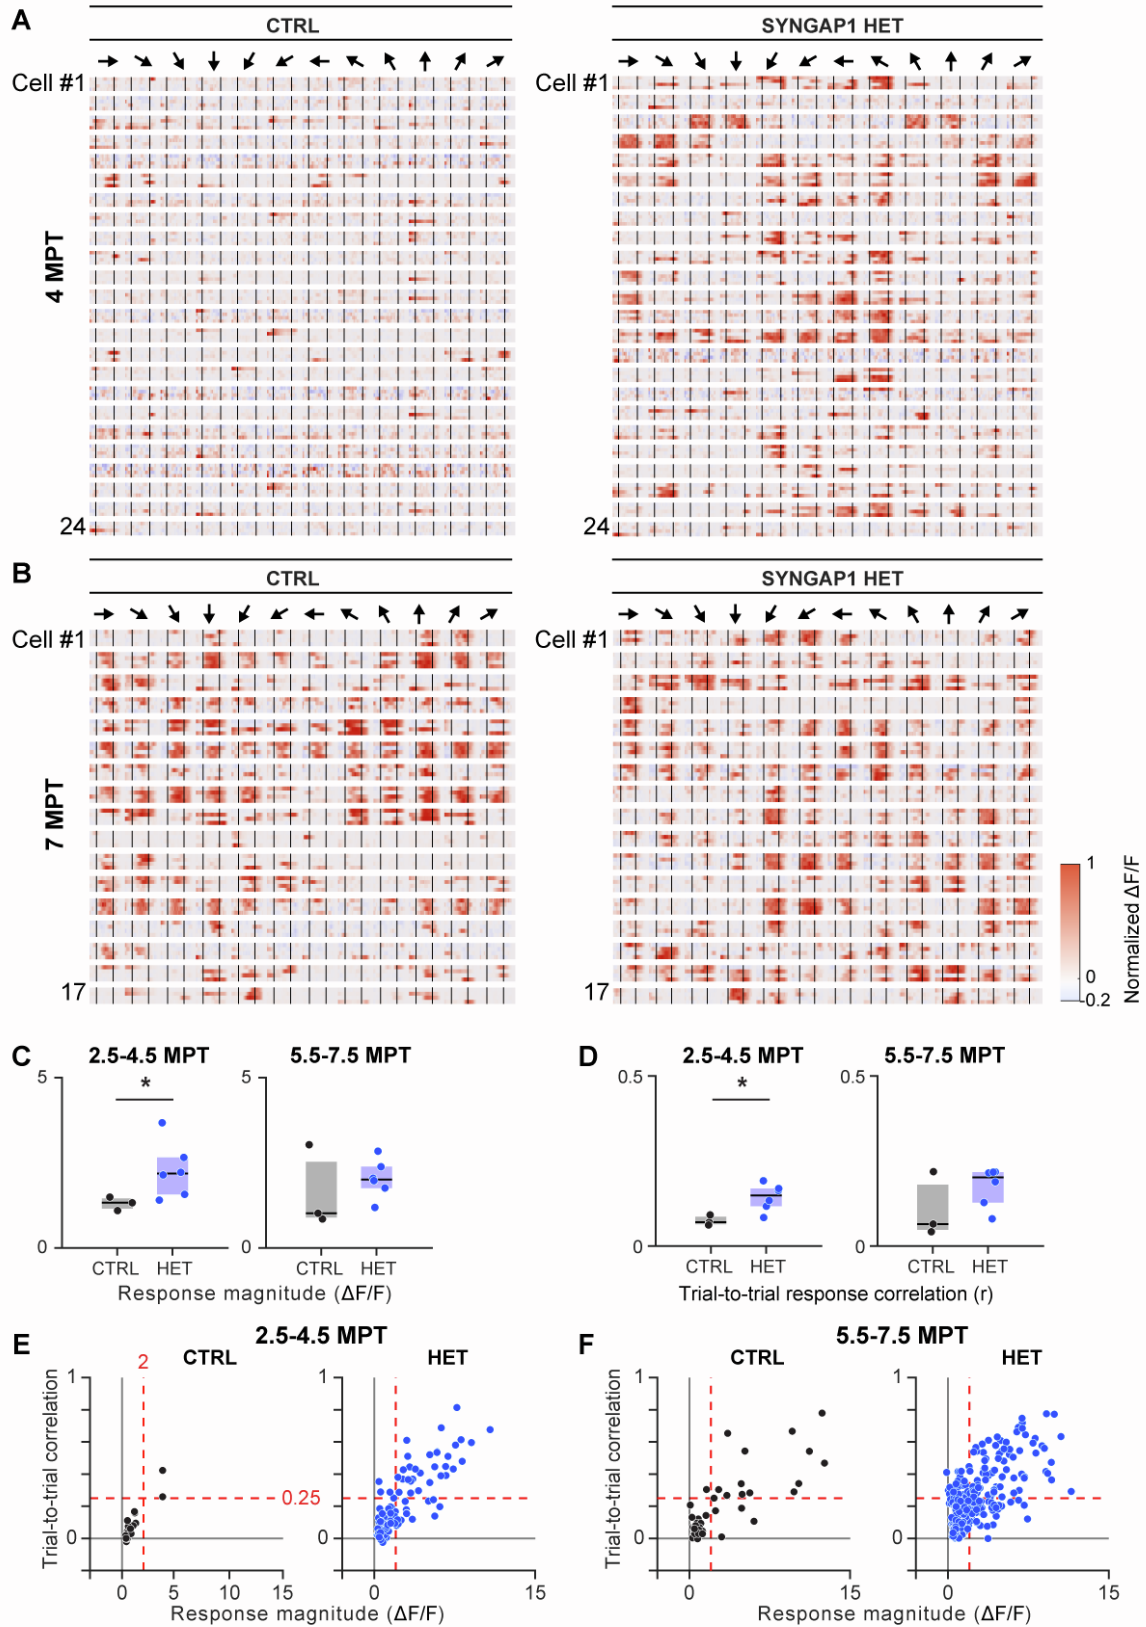 A
CTRL
SYNGAP1 HET
Cell #1
Cell #1
4 MPT
24
24
B
CTRL
SYNGAP1 HET
Cell #1
Cell #1
7 MPT
17
17
1
0
-0.2
Normalized ΔF/F
C
2.5-4.5 MPT
5.5-7.5 MPT
D
2.5-4.5 MPT
5.5-7.5 MPT
5
*
5
0.5
*
0.5
0
0
0
0
CTRL HET
CTRL HET
CTRL HET
CTRL HET
Response magnitude (ΔF/F)
Trial-to-trial response correlation (r)
E
2.5-4.5 MPT
F
5.5-7.5 MPT
CTRL
HET
CTRL
HET
2
Trial-to-trial correlation
1
1
Trial-to-trial correlation
1
1
0.25
0
0
0
0
0 5 10 15
0 15
0 15
0 15
Response magnitude (ΔF/F)
Response magnitude (ΔF/F)